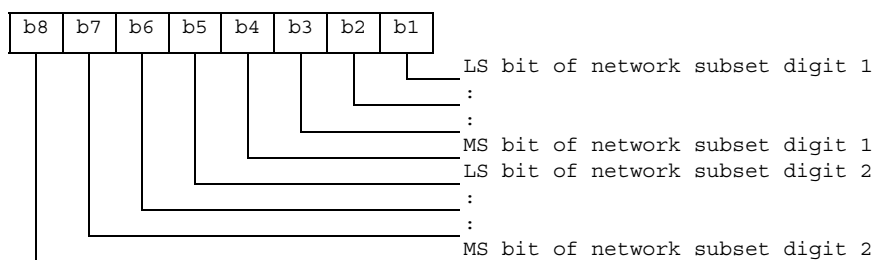 b8 b7 b6 b5 b4 b3 b2 b1
LS bit of network subset digit 1
:
:
MS bit of network subset digit 1
LS bit of network subset digit 2
:
:
MS bit of network subset digit 2